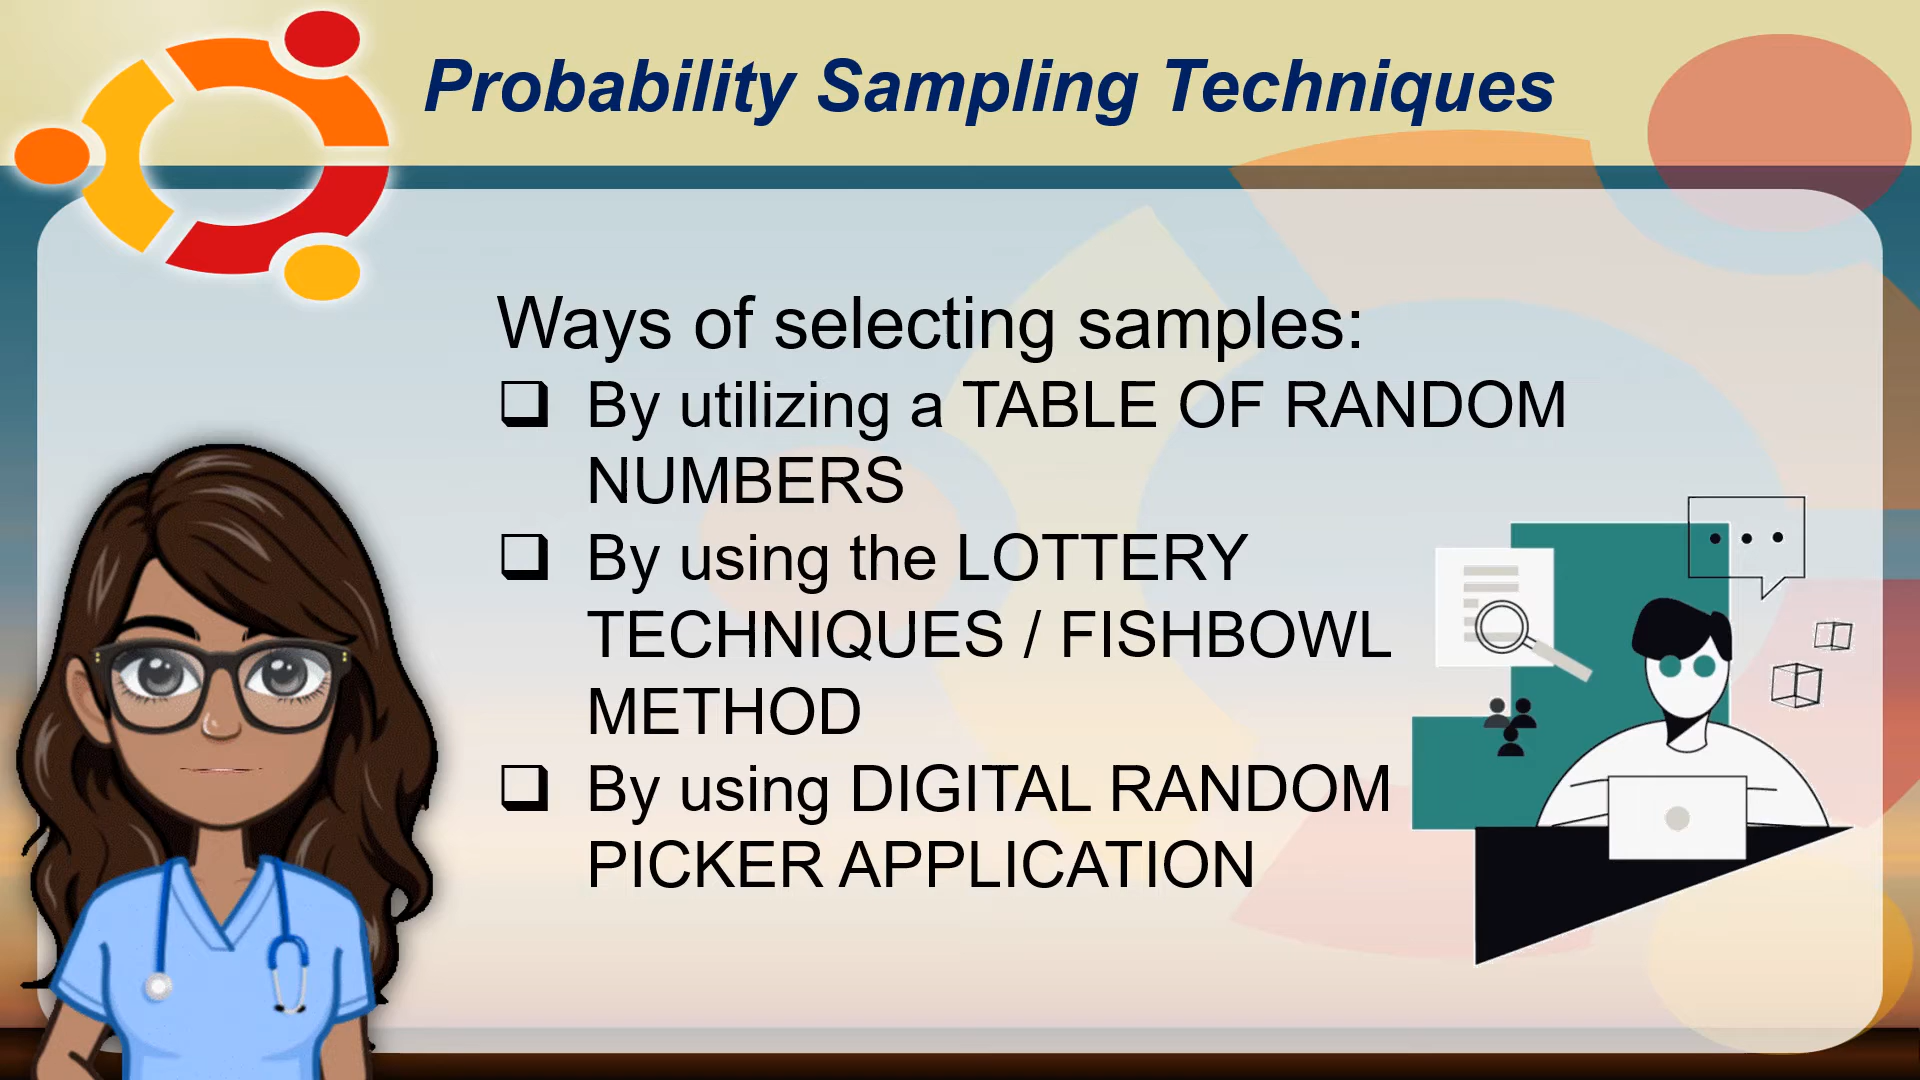 Probability Sampling Techniques
Ways of selecting samples:
By utilizing a TABLE OF RANDOM
NUMBERS
By using the LOTTERY
TECHNIQUES / FISHBOWL
METHOD
By using DIGITAL RANDOM
PICKER APPLICATION